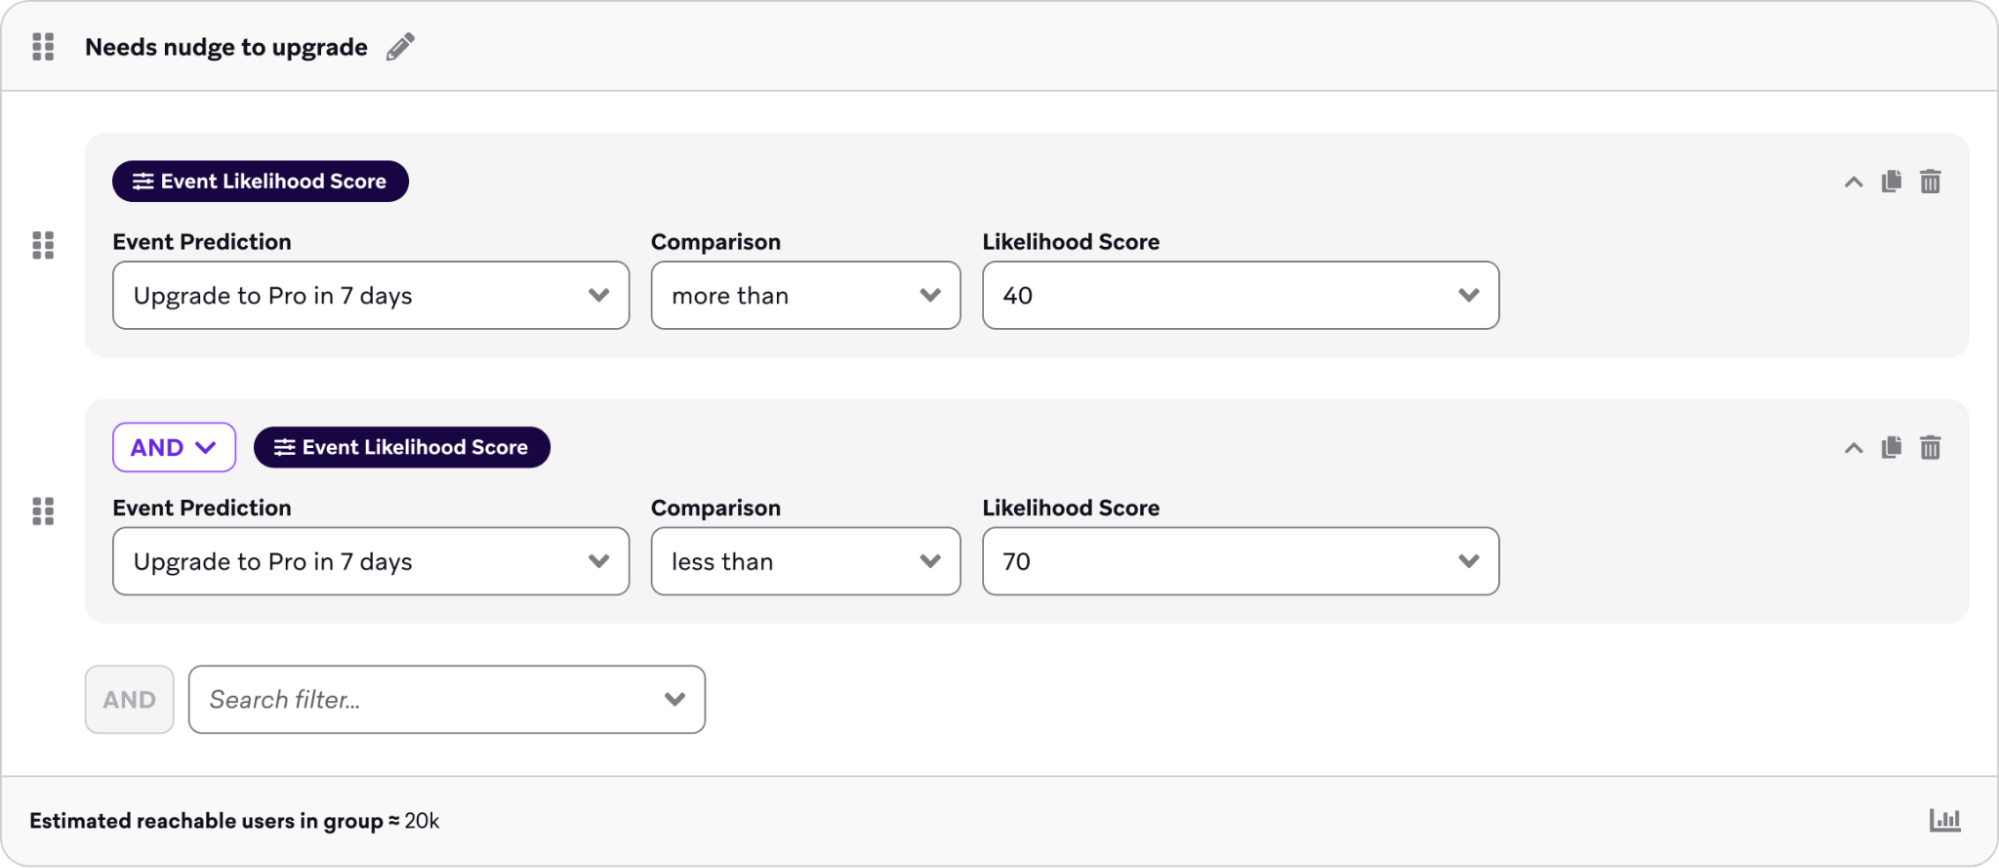 Needs nudge to upgrade
Event Likelihood Score
Event Prediction Comparison Likelihood Score
Upgrade to Pro in 7 days more than 40
AND Event Likelihood Score
Event Prediction Comparison Likelihood Score
Upgrade to Pro in 7 days less than 70
AND Search filter...
Estimated reachable users in group ≈ 20k